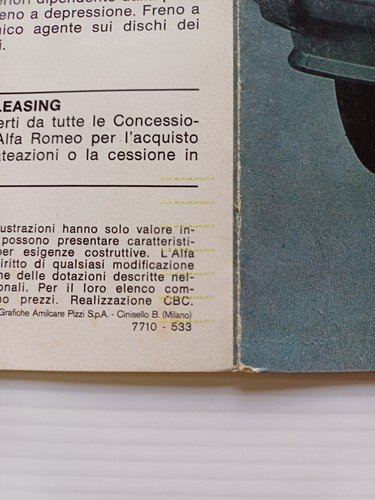 dipendente
eno a depressione. Freno a
nico agente sui dischi dei
i.
LEASING
erti da tutte le Concessio-
Alfa Romeo per l'acquisto
ateazioni o la cessione in
ustrazioni hanno solo valore in-
possono presentare caratteristi-
per esigenze costruttive. L'Alfa
iritto di qualsiasi modificazione
ne delle dotazioni descritte nel-
onali. Per il loro elenco com-
no prezzi. Realizzazione CBC.
Grafiche Amilcare Pizzi S.p.A. - Cinisello B. (Milano)
7710 - 533